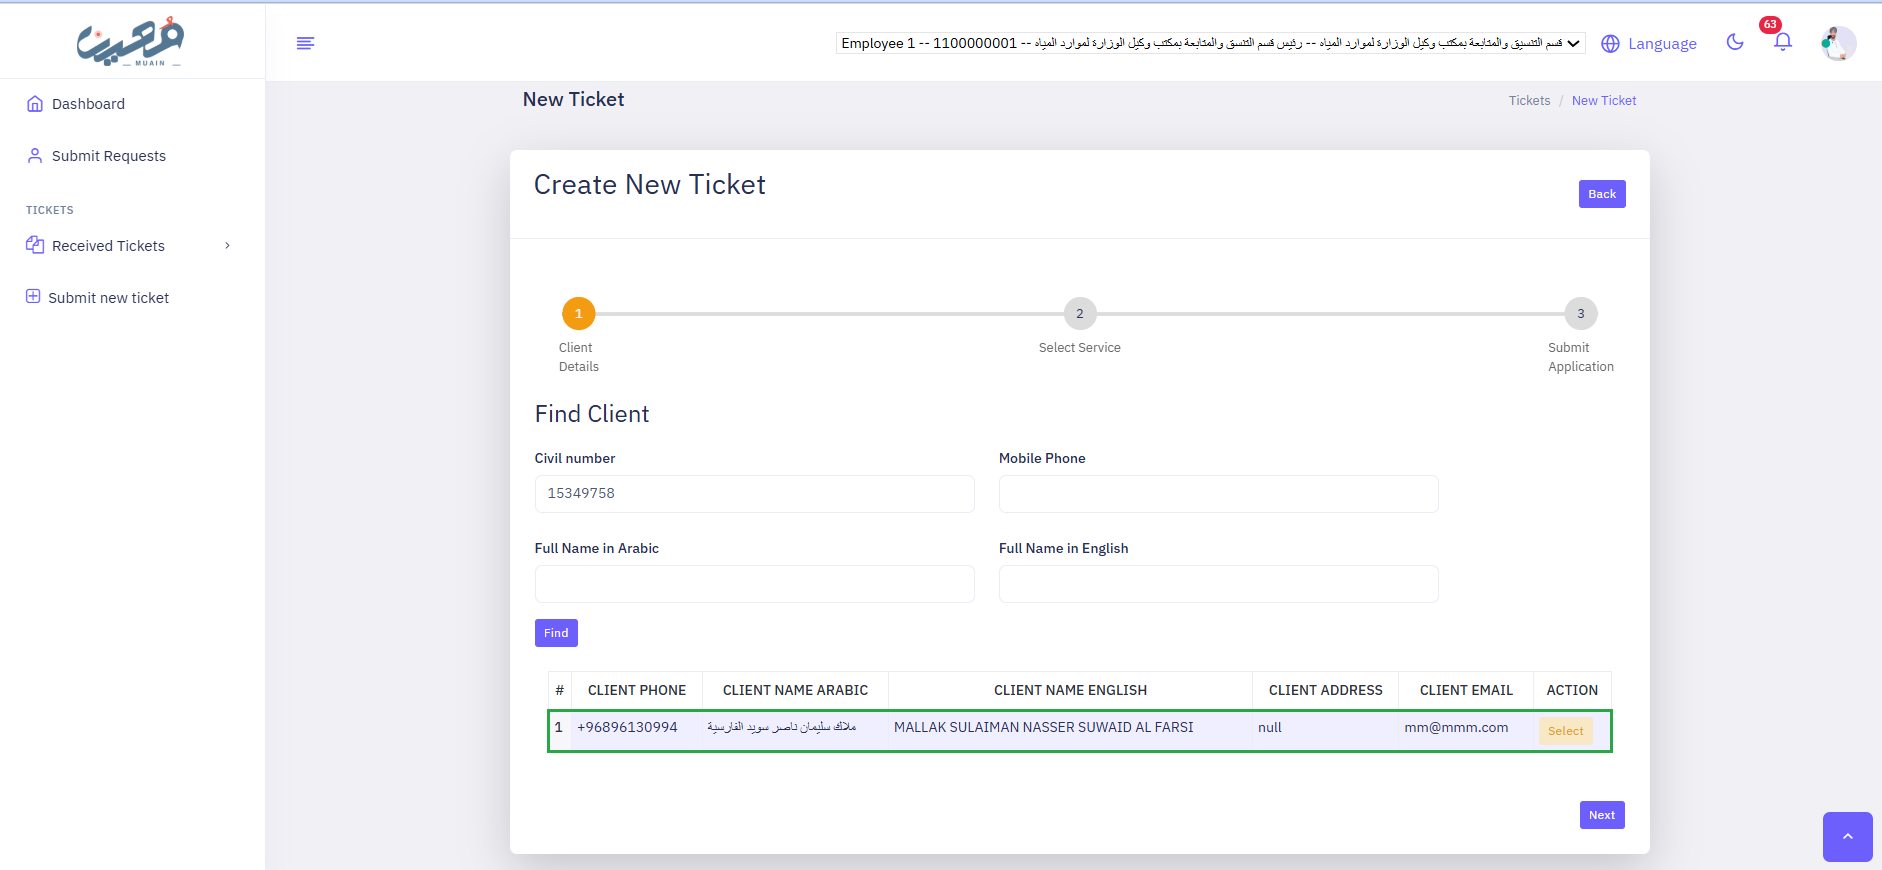 معين
MUAIN
Employee 1 -- 1100000001 -- قسم التنسيق والمتابعة بمكتب وكيل الوزارة لموارد المياه -- رئيس قسم التنسق والمتابعة بمكتب وكيل الوزارة لموارد المياه
Language
63
Dashboard
Submit Requests
TICKETS
Received Tickets
Submit new ticket
New Ticket
Tickets / New Ticket
Create New Ticket
Back
1
2
3
Client Details
Select Service
Submit Application
Find Client
Civil number
Mobile Phone
15349758
Full Name in Arabic
Full Name in English
Find
# CLIENT PHONE CLIENT NAME ARABIC CLIENT NAME ENGLISH CLIENT ADDRESS CLIENT EMAIL ACTION
1 +96896130994 ملاك سليمان ناصر سويد الفارسية MALLAK SULAIMAN NASSER SUWAID AL FARSI null mm@mmm.com Select
Next